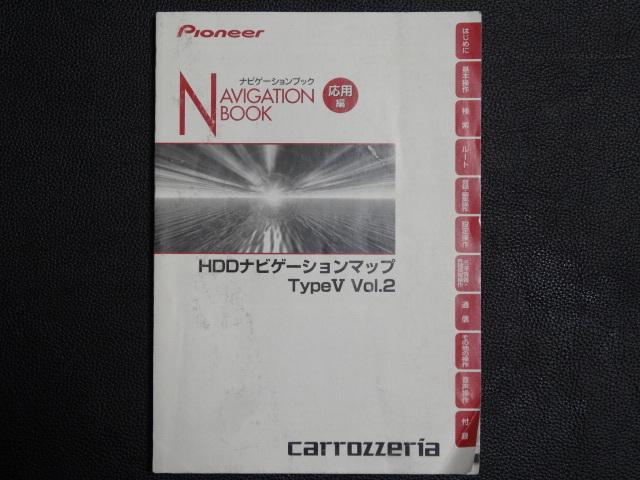 Pioneer
ナビゲーションブック
NAVIGATION
BOOK
応用
編
HDDナビゲーションマップ
TypeV Vol.2
carrozzeria
はじめに
基本操作
検索
ルート
登録・編集操作
設定操作
通信
その他の操作
音声操作
付録